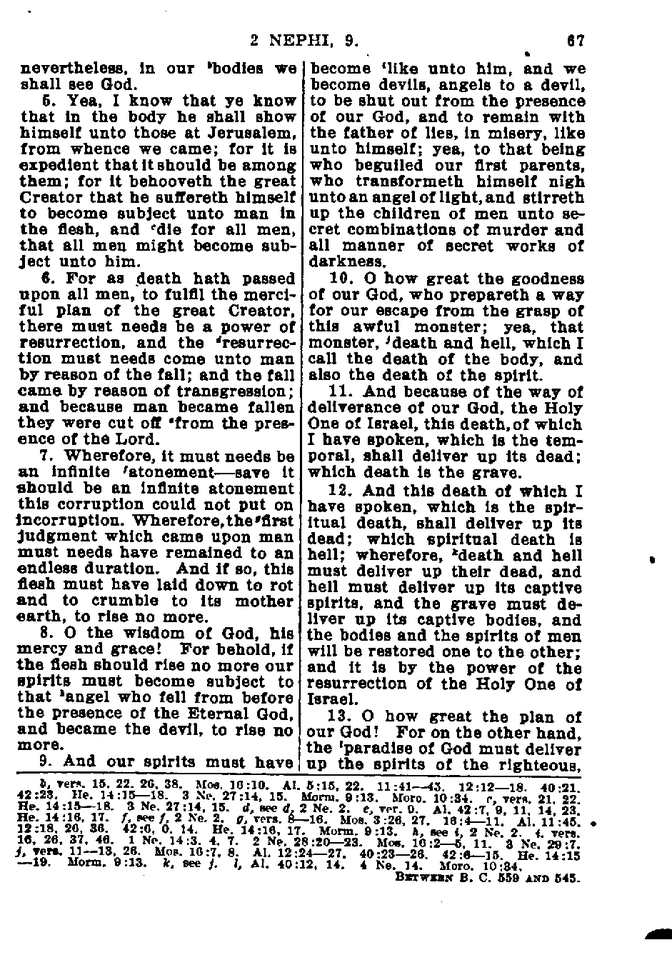 2 NEPHI, 9. 67
nevertheless, in our ᵇbodies we
shall see God.
5. Yea, I know that ye know
that in the body he shall show
himself unto those at Jerusalem,
from whence we came; for it is
expedient that it should be among
them; for it behooveth the great
Creator that he suffereth himself
to become subject unto man in
the flesh, and ᶜdie for all men,
that all men might become sub-
ject unto him.
6. For as death hath passed
upon all men, to fulfil the merci-
ful plan of the great Creator,
there must needs be a power of
resurrection, and the ᵈresurrec-
tion must needs come unto man
by reason of the fall; and the fall
came by reason of transgression;
and because man became fallen
they were cut off ᵉfrom the pres-
ence of the Lord.
7. Wherefore, it must needs be
an infinite ᶠatonement—save it
should be an infinite atonement
this corruption could not put on
incorruption. Wherefore, the ᵍfirst
judgment which came upon man
must needs have remained to an
endless duration. And if so, this
flesh must have laid down to rot
and to crumble to its mother
earth, to rise no more.
8. O the wisdom of God, his
mercy and grace! For behold, if
the flesh should rise no more our
spirits must become subject to
that ʰangel who fell from before
the presence of the Eternal God,
and became the devil, to rise no
more.
9. And our spirits must have
become ⁱlike unto him, and we
become devils, angels to a devil,
to be shut out from the presence
of our God, and to remain with
the father of lies, in misery, like
unto himself; yea, to that being
who beguiled our first parents,
who transformeth himself nigh
unto an angel of light, and stirreth
up the children of men unto se-
cret combinations of murder and
all manner of secret works of
darkness.
10. O how great the goodness
of our God, who prepareth a way
for our escape from the grasp of
this awful monster; yea, that
monster, ʲdeath and hell, which I
call the death of the body, and
also the death of the spirit.
11. And because of the way of
deliverance of our God, the Holy
One of Israel, this death, of which
I have spoken, which is the tem-
poral, shall deliver up its dead;
which death is the grave.
12. And this death of which I
have spoken, which is the spir-
itual death, shall deliver up its
dead; which spiritual death is
hell; wherefore, ᵏdeath and hell
must deliver up their dead, and
hell must deliver up its captive
spirits, and the grave must de-
liver up its captive bodies, and
the bodies and the spirits of men
will be restored one to the other;
and it is by the power of the
resurrection of the Holy One of
Israel.
13. O how great the plan of
our God! For on the other hand,
the ˡparadise of God must deliver
up the spirits of the righteous,
b, vers. 15, 22, 26, 38. Mos. 16:10. Al. 5:15, 22. 11:41—43. 12:12—18. 40:21.
42:23. He. 14:15—18. 3 Ne. 27:14, 15. Morm. 9:13. Moro. 10:34. c, vers. 21, 22.
He. 14:15—18. 3 Ne. 27:14, 15. d, see d, 2 Ne. 2. e, ver. 9. Al. 42:7, 9, 11, 14, 23.
He. 14:16, 17. f, see f, 2 Ne. 2. g, vers. 8—16. Mos. 3:26, 27. 16:4—11. Al. 11:45.
12:18, 26, 36. 42:6, 9, 14. He. 14:16, 17. Morm. 9:13. h, see i, 2 Ne. 2. i, vers.
16, 26, 37, 46. 1 Ne. 14:3, 4, 7. 2 Ne. 28:20—23. Mos. 16:2—5, 11. 3 Ne. 29:7.
j, vers. 11—13, 26. Mos. 16:7, 8. Al. 12:24—27. 40:23—26. 42:6—15. He. 14:15
—19. Morm. 9:13. k, see j. l, Al. 40:12, 14. 4 Ne. 14. Moro. 10:34.
BETWEEN B. C. 559 AND 545.